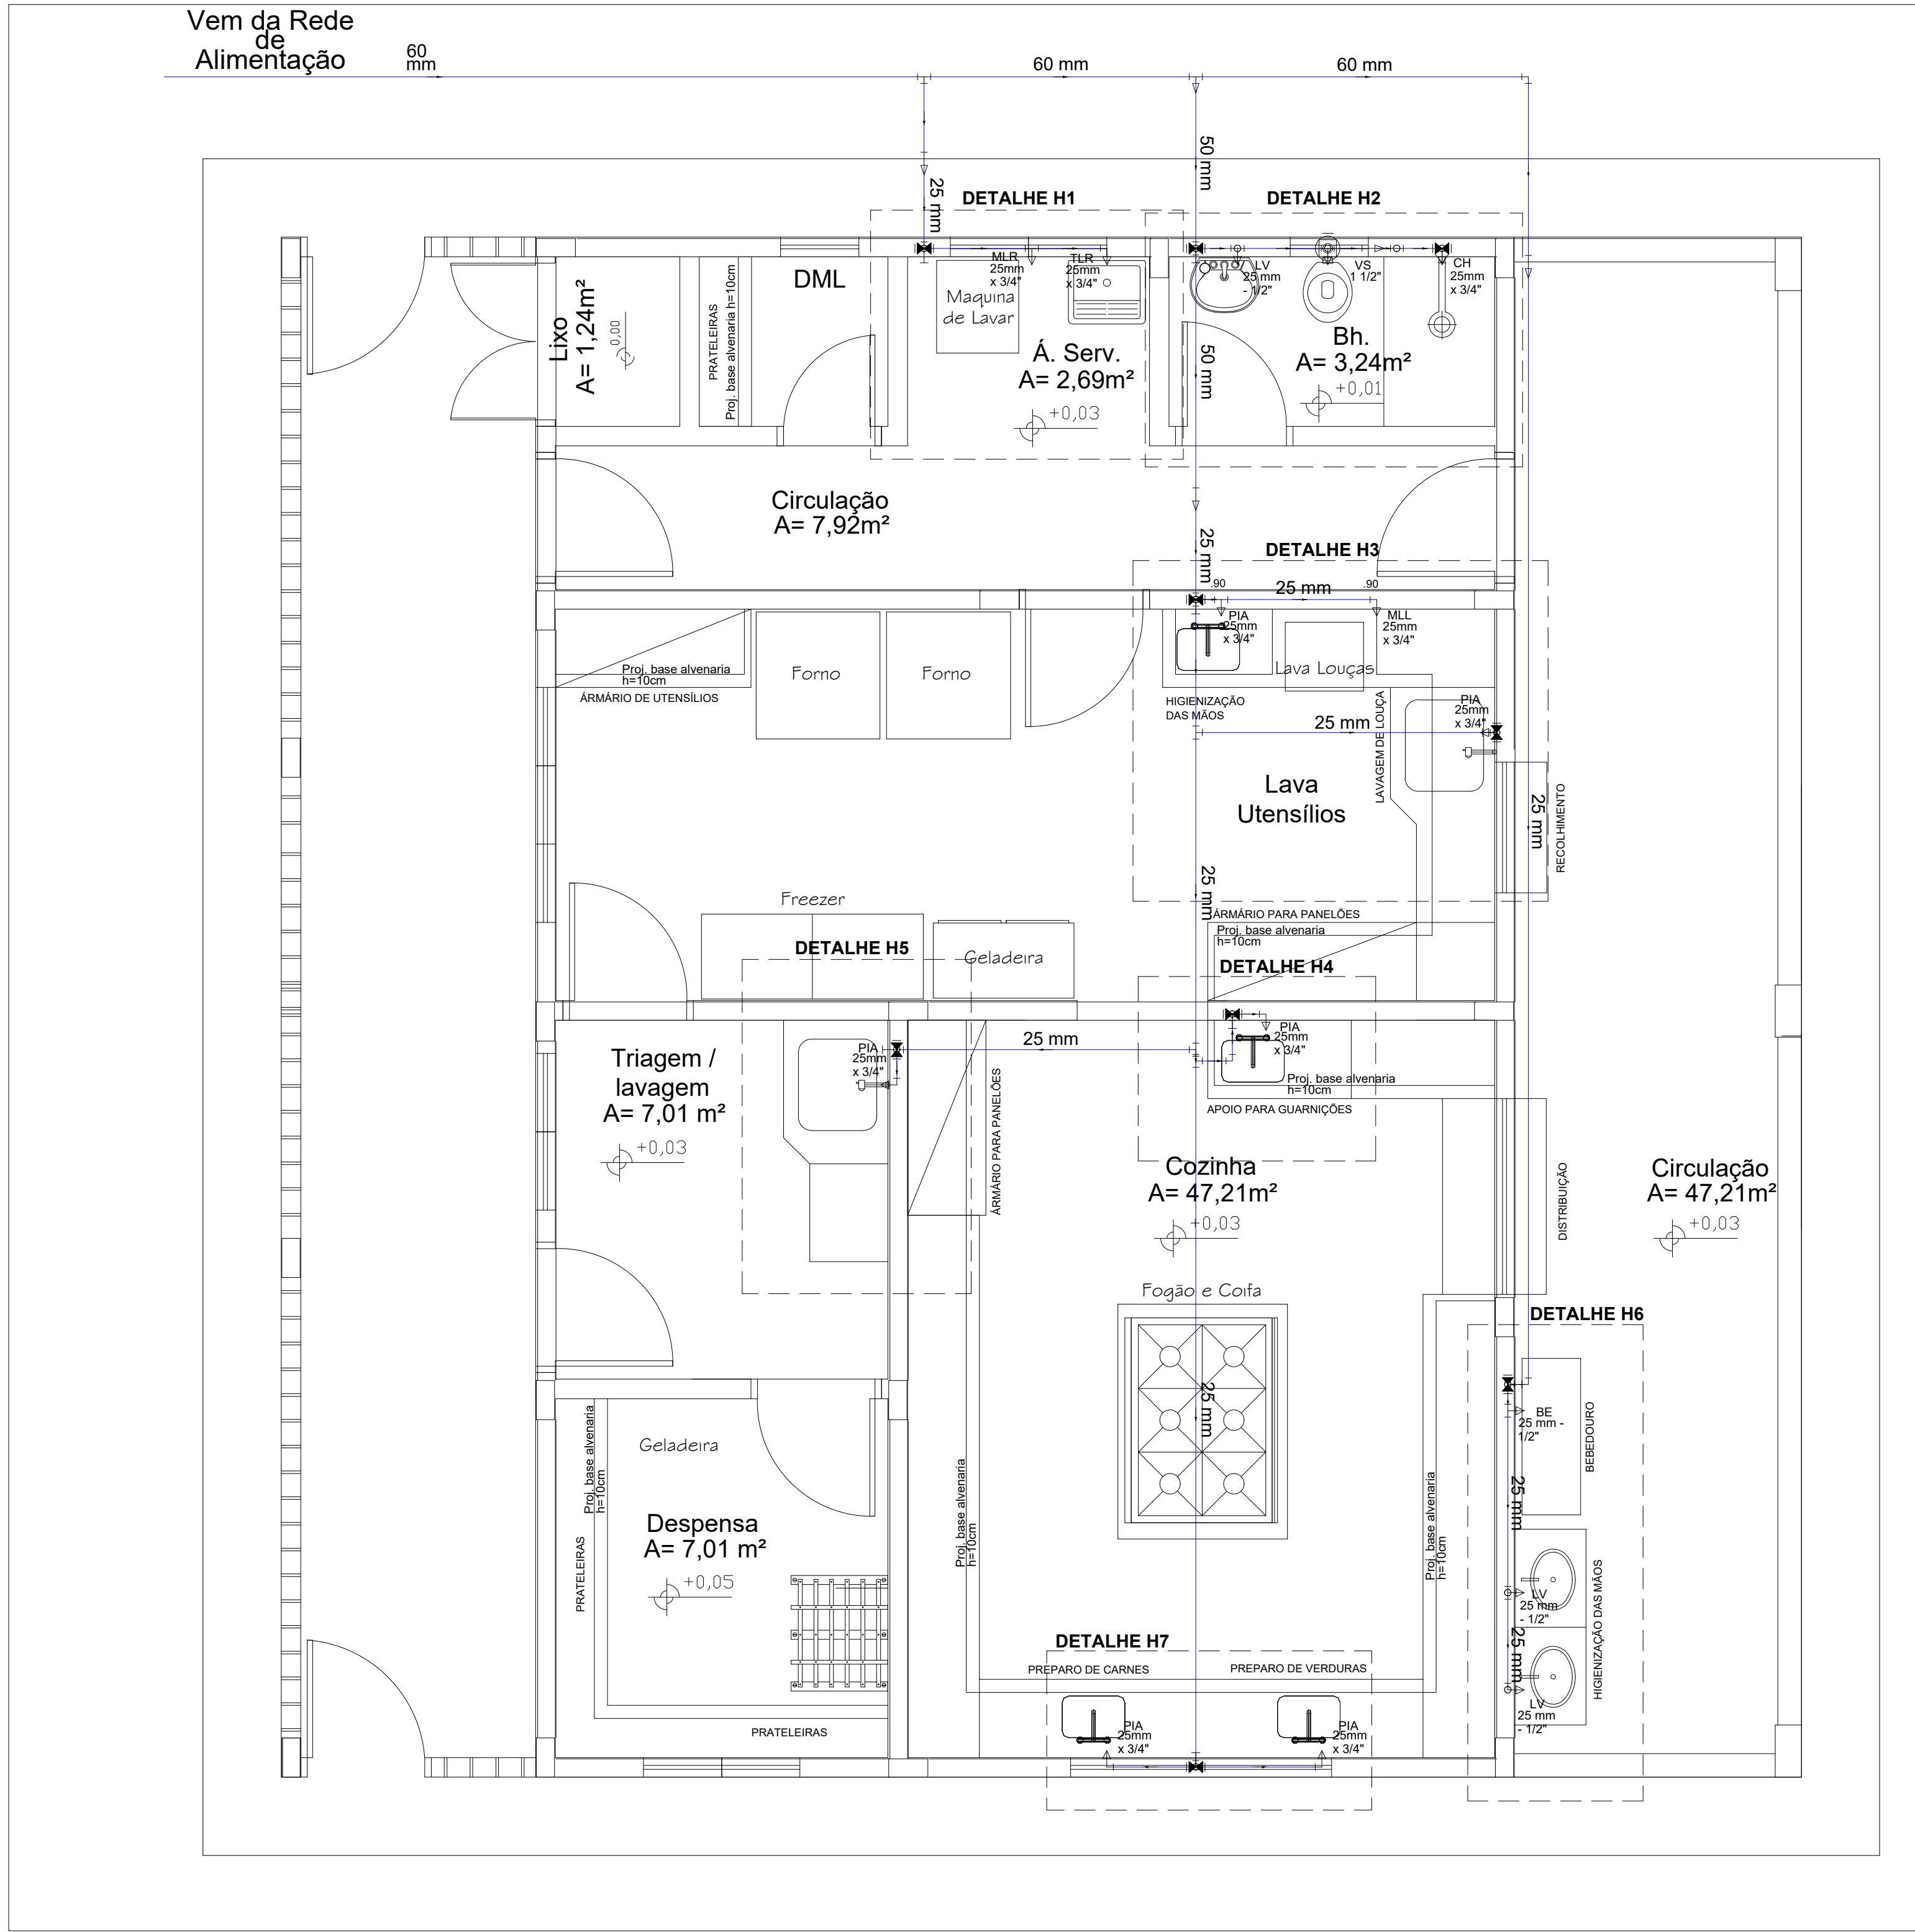 Vem da Rede
de
Alimentação
60
mm
60 mm
60 mm
50 mm
25 mm
DETALHE H1
DETALHE H2
MLR
25mm
x 3/4"
TLR
25mm
x 3/4"
LV
25 mm
- 1/2"
VS
1 1/2"
CH
25mm
x 3/4"
Lixo
A= 1,24m²
0,00
PRATELEIRAS
Proj. base alvenaria h=10cm
DML
Maquina
de Lavar
Á. Serv.
A= 2,69m²
+0,03
50 mm
Bh.
A= 3,24m²
+0,01
Circulação
A= 7,92m²
25 mm
DETALHE H3
.90
25 mm
.90
PIA
25mm
x 3/4"
MLL
25mm
x 3/4"
Proj. base alvenaria
h=10cm
ÁRMÁRIO DE UTENSÍLIOS
Forno
Forno
Lava Louças
HIGIENIZAÇÃO
DAS MÃOS
25 mm
LAVAGEM DE LOUÇA
PIA
25mm
x 3/4"
Lava
Utensílios
25 mm
RECOLHIMENTO
25 mm
Freezer
Geladeira
DETALHE H5
ÁRMÁRIO PARA PANELÕES
Proj. base alvenaria
h=10cm
DETALHE H4
25 mm
PIA
25mm
x 3/4"
PIA
25mm
x 3/4"
Proj. base alvenaria
h=10cm
APOIO PARA GUARNIÇÕES
Triagem /
lavagem
A= 7,01 m²
+0,03
ÁRMÁRIO PARA PANELÕES
Cozinha
A= 47,21m²
+0,03
DISTRIBUIÇÃO
Circulação
A= 47,21m²
+0,03
Fogão e Coifa
25 mm
DETALHE H6
BE
25 mm -
1/2"
BEBEDOURO
25 mm
Geladeira
Proj. base alvenaria
h=10cm
Despensa
A= 7,01 m²
+0,05
PRATELEIRAS
PRATELEIRAS
Proj. base alvenaria
h=10cm
Proj. base alvenaria
h=10cm
LV
25 mm
- 1/2"
HIGIENIZAÇÃO DAS MÃOS
25 mm
LV
25 mm
- 1/2"
DETALHE H7
PREPARO DE CARNES
PREPARO DE VERDURAS
PIA
25mm
x 3/4"
PIA
25mm
x 3/4"